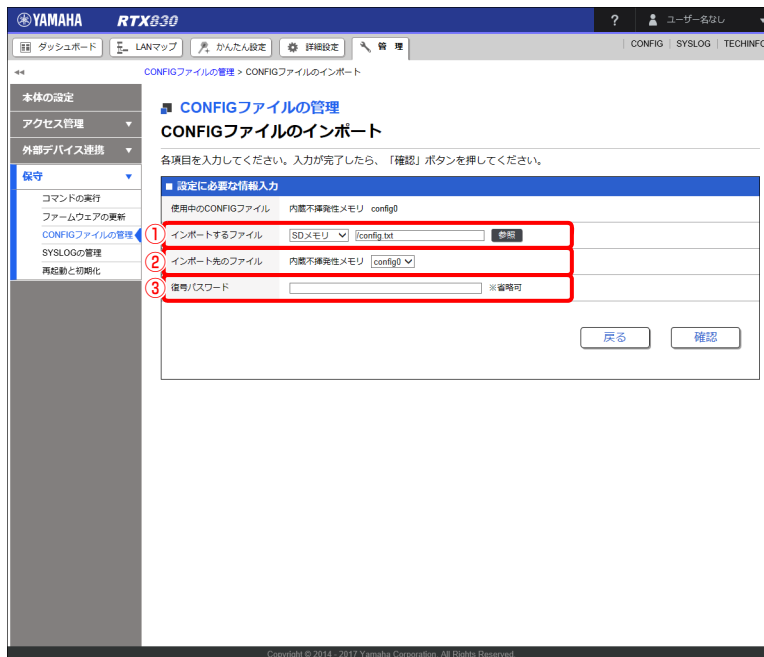 YAMAHA RTX830 ? ユーザー名なし
ダッシュボード LANマップ かんたん設定 詳細設定 管理 CONFIG SYSLOG TECHINFO
CONFIGファイルの管理 > CONFIGファイルのインポート
本体の設定
アクセス管理
外部デバイス連携
保守
コマンドの実行
ファームウェアの更新
CONFIGファイルの管理
SYSLOGの管理
再起動と初期化
CONFIGファイルの管理
CONFIGファイルのインポート
各項目を入力してください。入力が完了したら、「確認」ボタンを押してください。
■ 設定に必要な情報入力
使用中のCONFIGファイル 内蔵不揮発性メモリ config0
① インポートするファイル SDメモリ /config.txt 参照
② インポート先のファイル 内蔵不揮発性メモリ config0
③ 復号パスワード ※省略可
戻る 確認
Copyright © 2014 - 2017 Yamaha Corporation. All Rights Reserved.